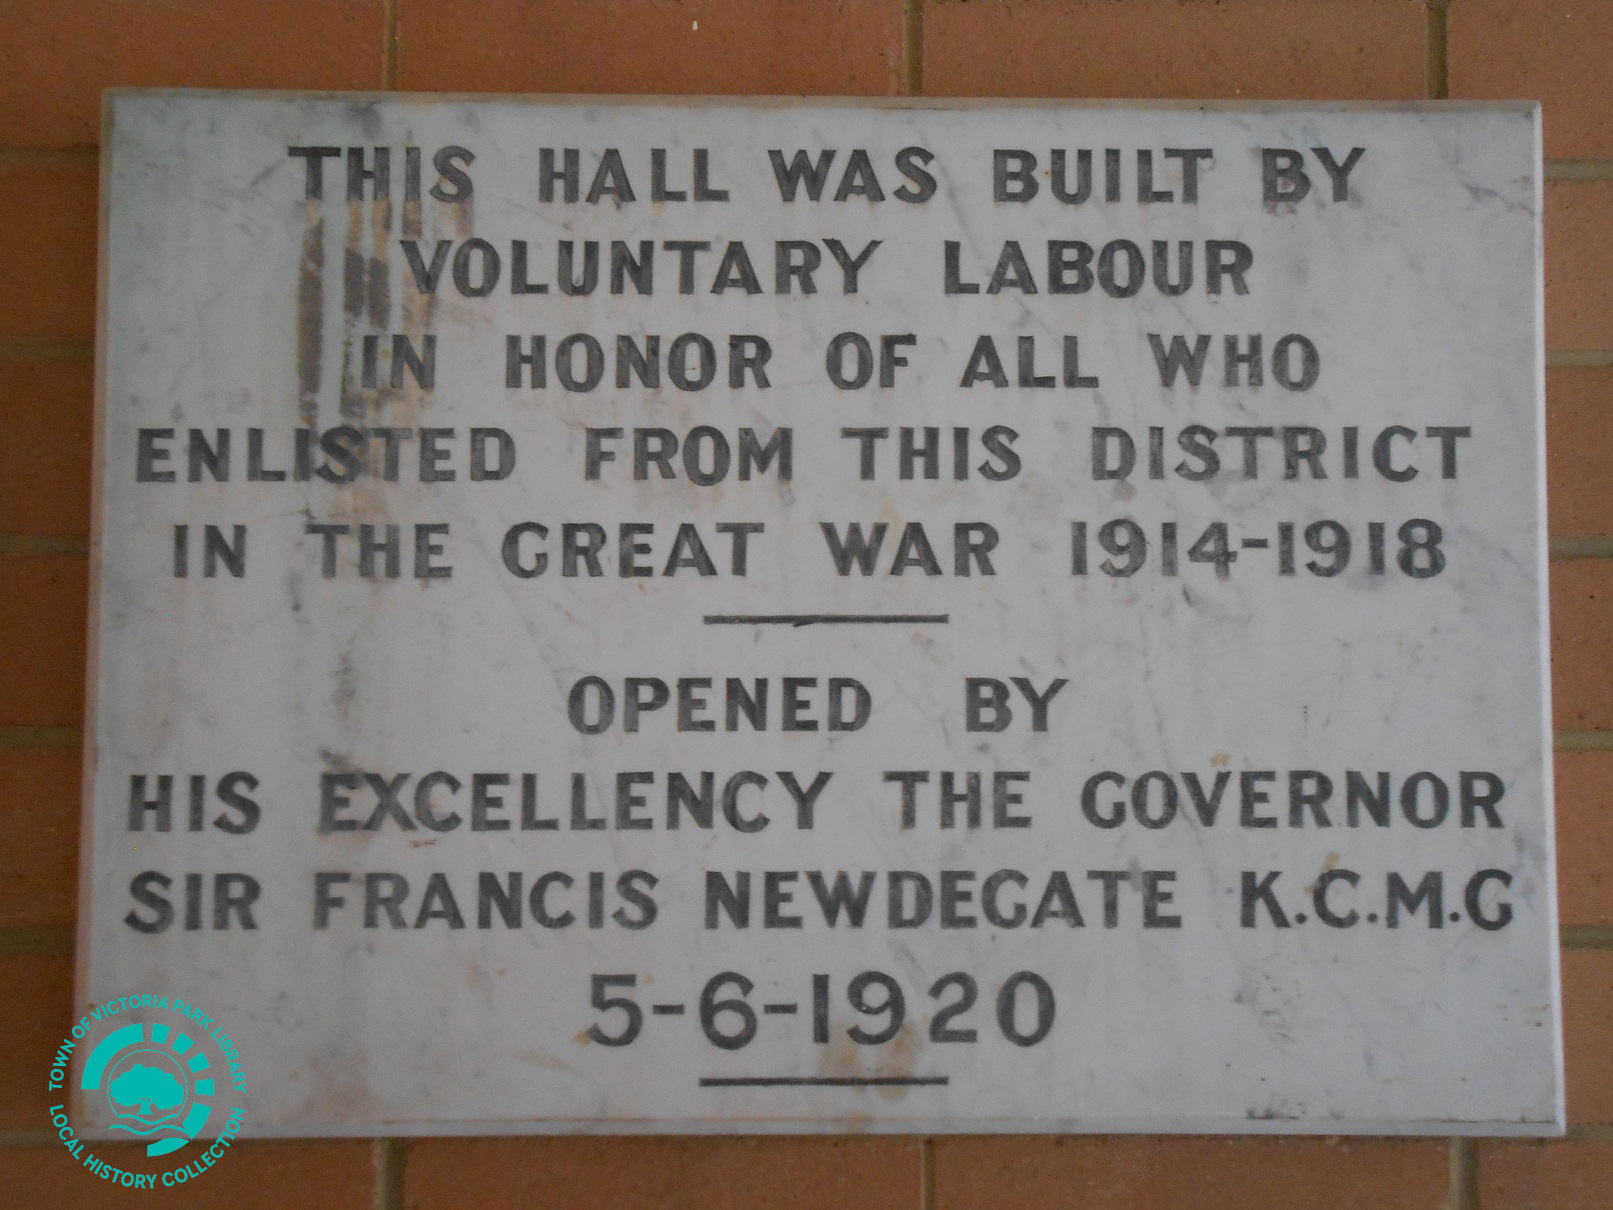 THIS HALL WAS BUILT BY
VOLUNTARY LABOUR
IN HONOR OF ALL WHO
ENLISTED FROM THIS DISTRICT
IN THE GREAT WAR 1914-1918
OPENED BY
HIS EXCELLENCY THE GOVERNOR
SIR FRANCIS NEWDEGATE K.C.M.G
5-6-1920
TOWN OF VICTORIA PARK LIBRARY
LOCAL HISTORY COLLECTION